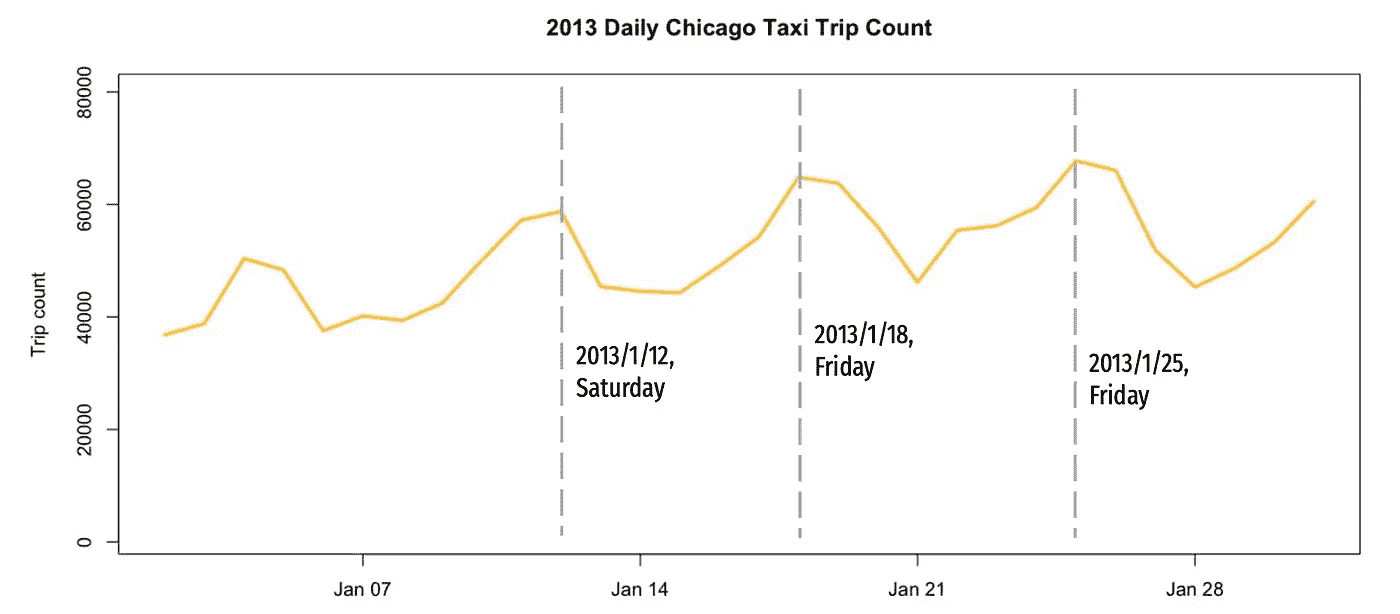 2013 Daily Chicago Taxi Trip Count
80000
60000
40000
20000
0
Trip count
2013/1/12,
Saturday
2013/1/18,
Friday
2013/1/25,
Friday
Jan 07
Jan 14
Jan 21
Jan 28